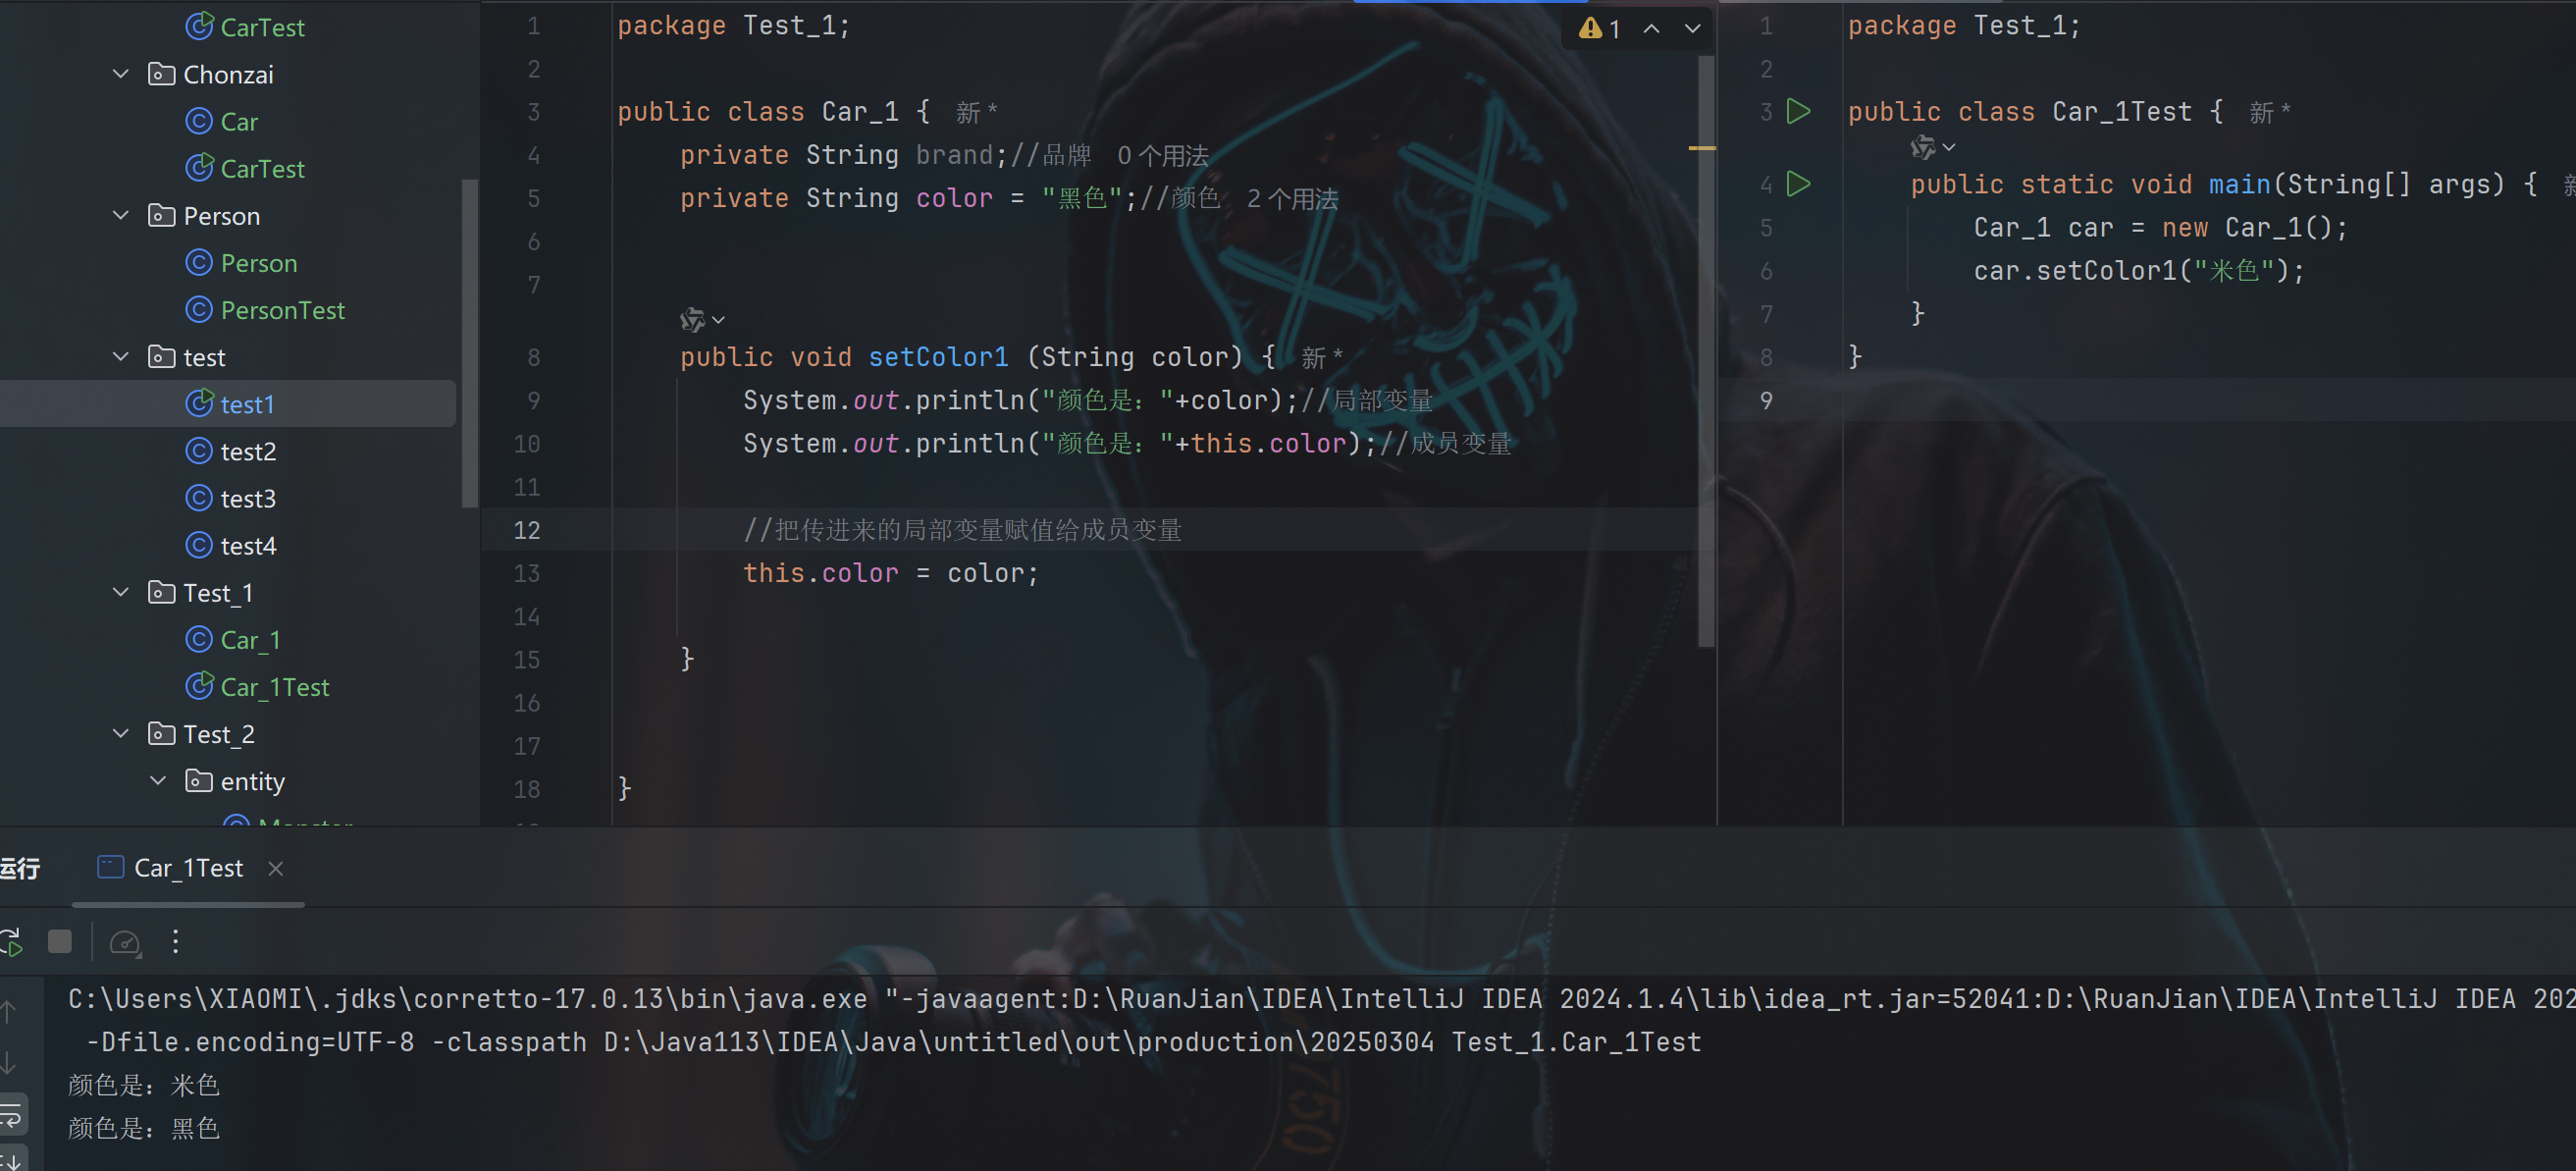 CarTest
Chonzai
Car
CarTest
Person
Person
PersonTest
test
test1
test2
test3
test4
Test_1
Car_1
Car_1Test
Test_2
entity
Monster
1 package Test_1;
2
3 public class Car_1 { 新 *
4 private String brand;//品牌 0 个用法
5 private String color = "黑色";//颜色 2 个用法
6
7
8 public void setColor1 (String color) { 新 *
9 System.out.println("颜色是："+color);//局部变量
10 System.out.println("颜色是："+this.color);//成员变量
11
12 //把传进来的局部变量赋值给成员变量
13 this.color = color;
14
15 }
16
17
18 }
1
1 package Test_1;
2
3 public class Car_1Test { 新 *
4 public static void main(String[] args) { 新
5 Car_1 car = new Car_1();
6 car.setColor1("米色");
7 }
8 }
9
运行
Car_1Test
C:\Users\XIAOMI\.jdks\corretto-17.0.13\bin\java.exe "-javaagent:D:\RuanJian\IDEA\IntelliJ IDEA 2024.1.4\lib\idea_rt.jar=52041:D:\RuanJian\IDEA\IntelliJ IDEA 202
-Dfile.encoding=UTF-8 -classpath D:\Java113\IDEA\Java\untitled\out\production\20250304 Test_1.Car_1Test
颜色是：米色
颜色是：黑色
750